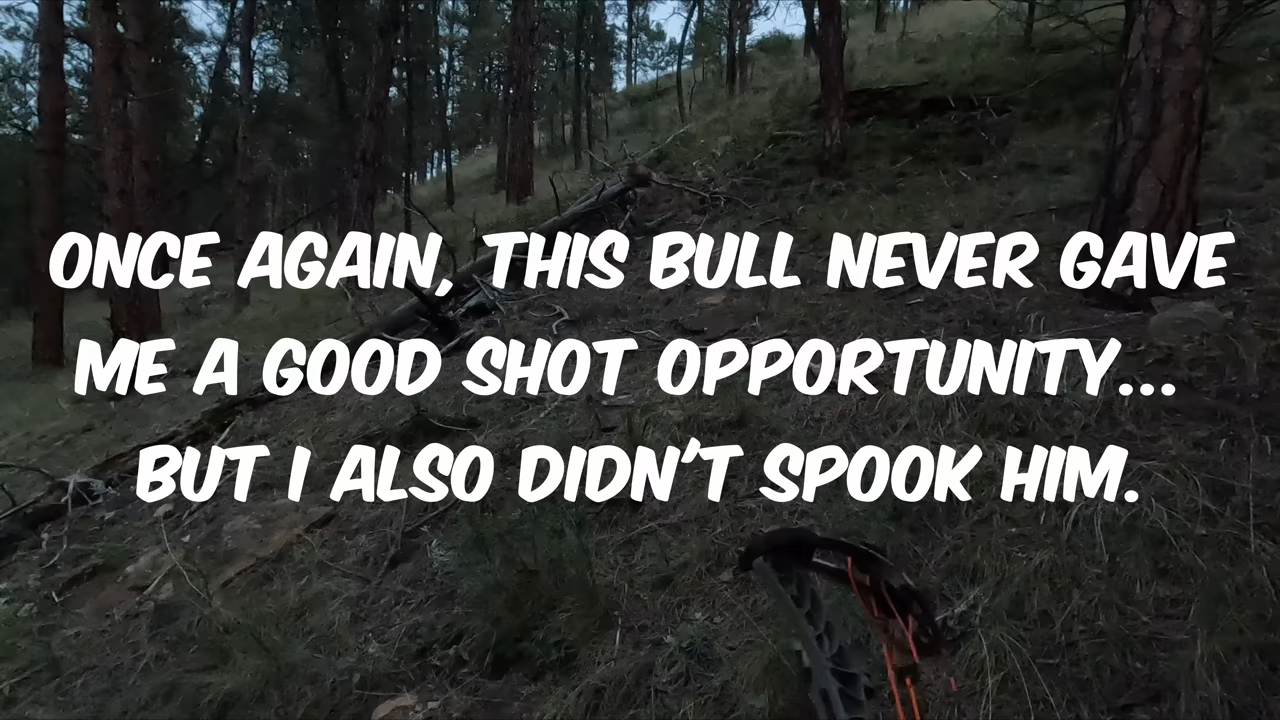 ONCE AGAIN, THIS BULL NEVER GAVE
ME A GOOD SHOT OPPORTUNITY...
BUT I ALSO DIDN'T SPOOK HIM.